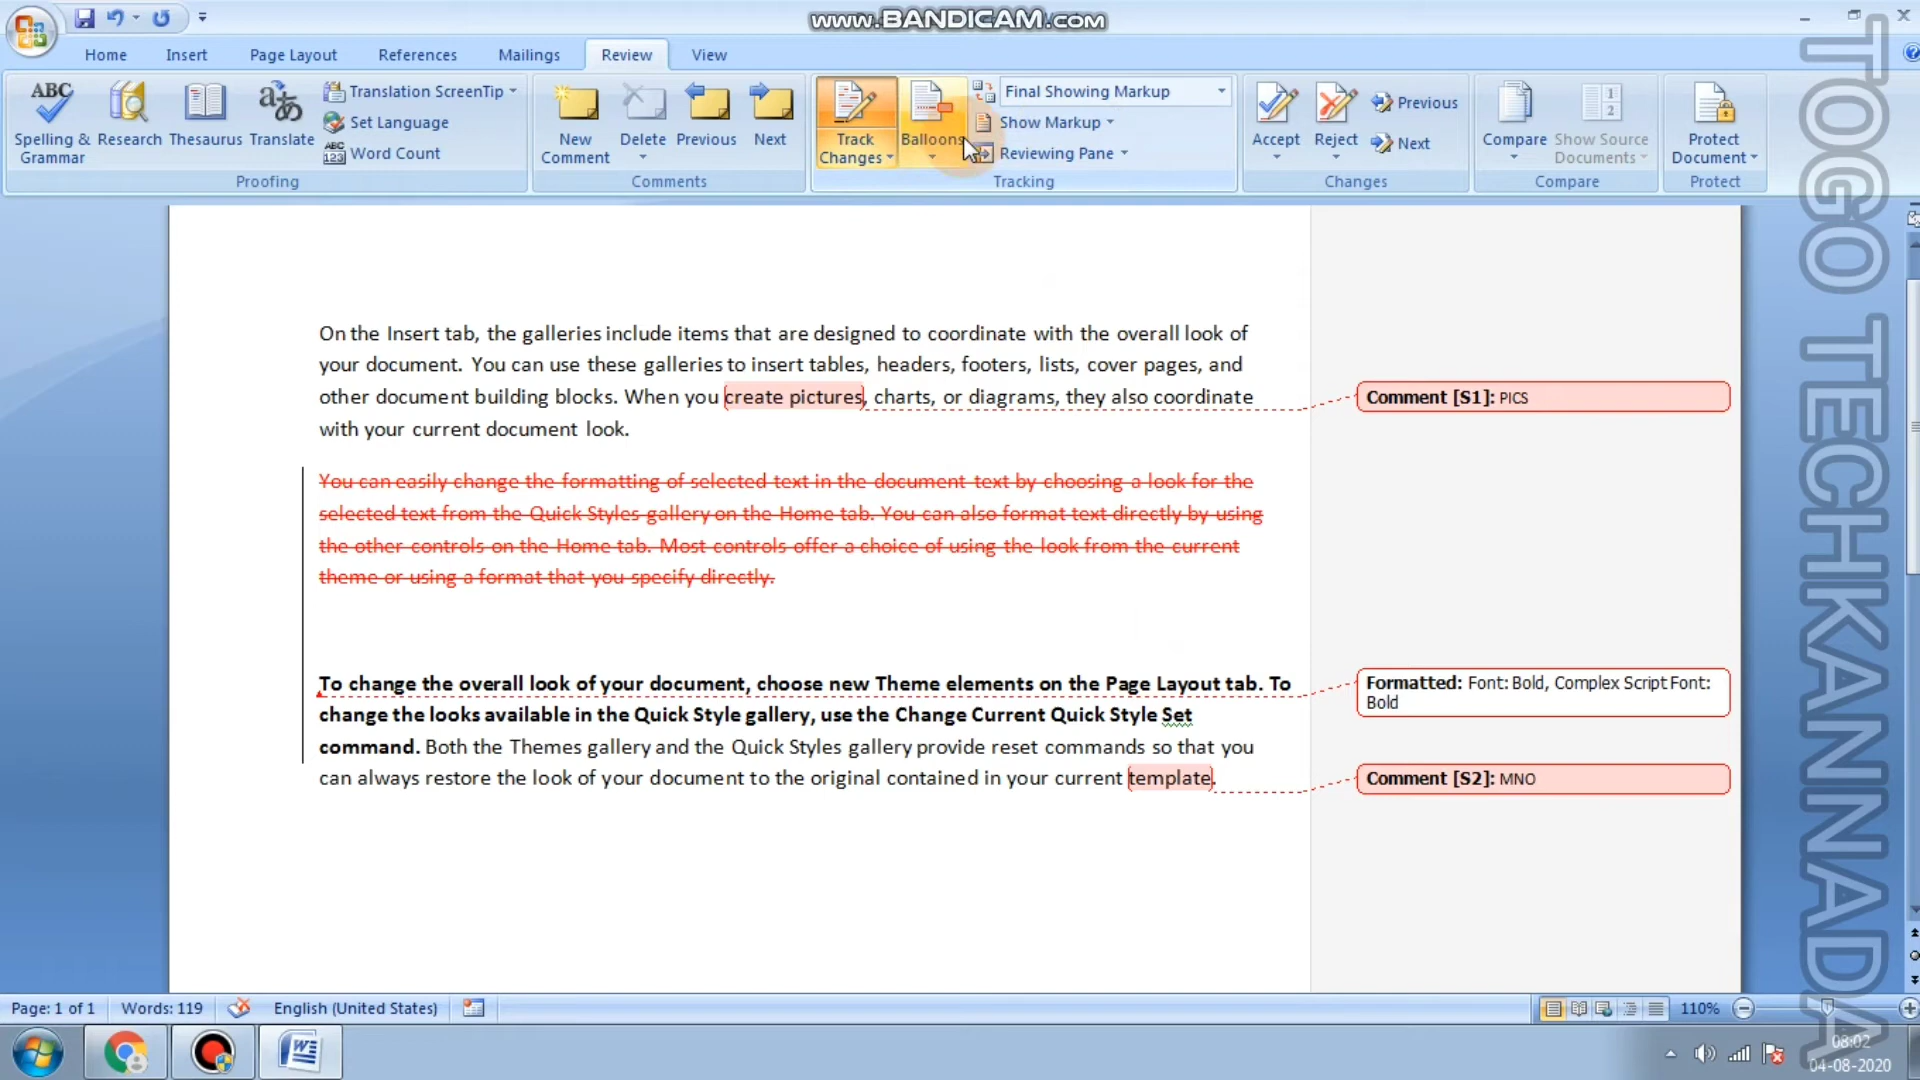 www.BANDICAM.com
Home
Insert
Page Layout
References
Mailings
Review
View
ABC
Spelling &
Grammar
Research
Thesaurus
Translate
Translation ScreenTip
Set Language
ABC
123
Word Count
Proofing
New
Comment
Delete
Previous
Next
Comments
Track
Changes
Balloons
Final Showing Markup
Show Markup
Reviewing Pane
Tracking
Accept
Reject
Previous
Next
Changes
Compare
Show Source
Documents
Compare
Protect
Document
Protect
On the Insert tab, the galleries include items that are designed to coordinate with the overall look of
your document. You can use these galleries to insert tables, headers, footers, lists, cover pages, and
other document building blocks. When you create pictures, charts, or diagrams, they also coordinate
with your current document look.
Comment [S1]: PICS
You can easily change the formatting of selected text in the document text by choosing a look for the
selected text from the Quick Styles gallery on the Home tab. You can also format text directly by using
the other controls on the Home tab. Most controls offer a choice of using the look from the current
theme or using a format that you specify directly.
To change the overall look of your document, choose new Theme elements on the Page Layout tab. To
change the looks available in the Quick Style gallery, use the Change Current Quick Style Set
command. Both the Themes gallery and the Quick Styles gallery provide reset commands so that you
can always restore the look of your document to the original contained in your current template.
Formatted: Font: Bold, Complex Script Font:
Bold
Comment [S2]: MNO
TOGO TECHKANNADA
Page: 1 of 1
Words: 119
English (United States)
110%
08:02
04-08-2020